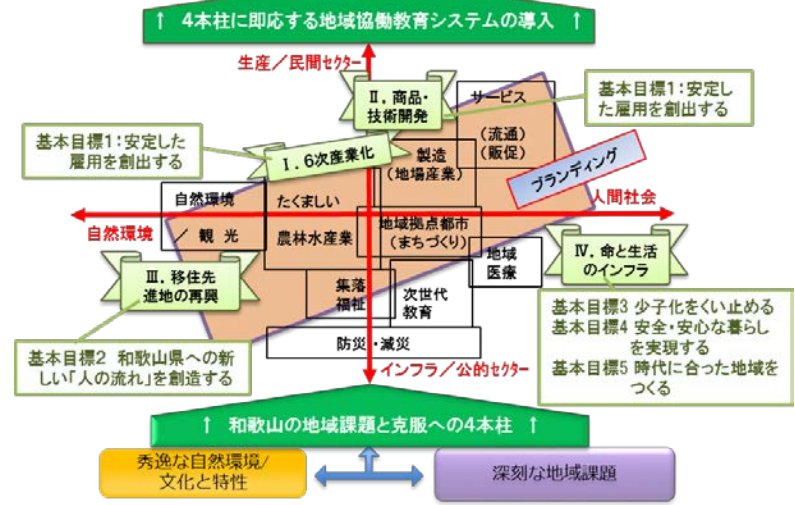 ↑ 4本柱に即応する地域協働教育システムの導入 ↑
生産／民間セクター
Ⅱ．商品・
技術開発
サービス
(流通)
(販促)
基本目標1：安定し
た雇用を創出する
基本目標1：安定した
雇用を創出する
Ⅰ．6次産業化
製造
(地場産業)
ブランディング
自然環境
／ 観 光
たくましい
農林水産業
人間社会
自然環境
地域拠点都市
(まちづくり)
地域
医療
Ⅳ．命と生活
のインフラ
Ⅲ．移住先
進地の再興
集落
福祉
次世代
教育
防災・減災
基本目標3 少子化をくい止める
基本目標4 安全・安心な暮らし
を実現する
基本目標5 時代に合った地域を
つくる
基本目標2 和歌山県への新
しい「人の流れ」を創造する
インフラ／公的セクター
↑ 和歌山の地域課題と克服への4本柱 ↑
秀逸な自然環境/
文化と特性
深刻な地域課題